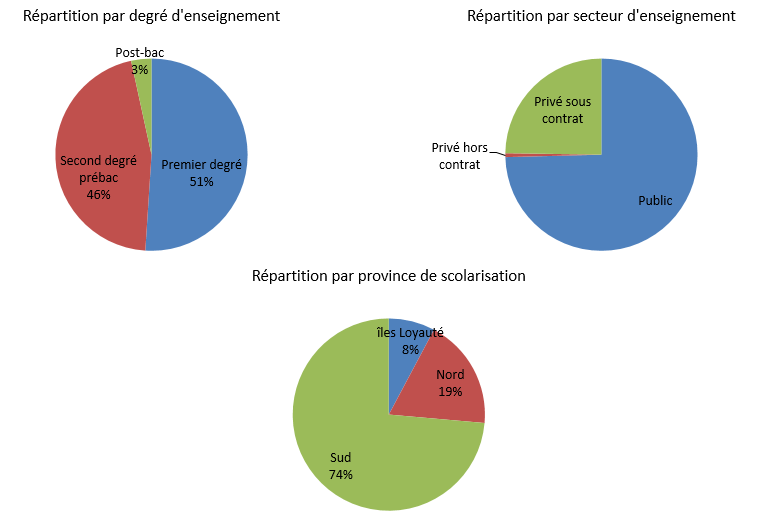 Répartition par degré d'enseignement
Post-bac
3%
Second degré
prébac
46%
Premier degré
51%
Répartition par secteur d'enseignement
Privé sous
contrat
Privé hors
contrat
Public
Répartition par province de scolarisation
îles Loyauté
8%
Nord
19%
Sud
74%